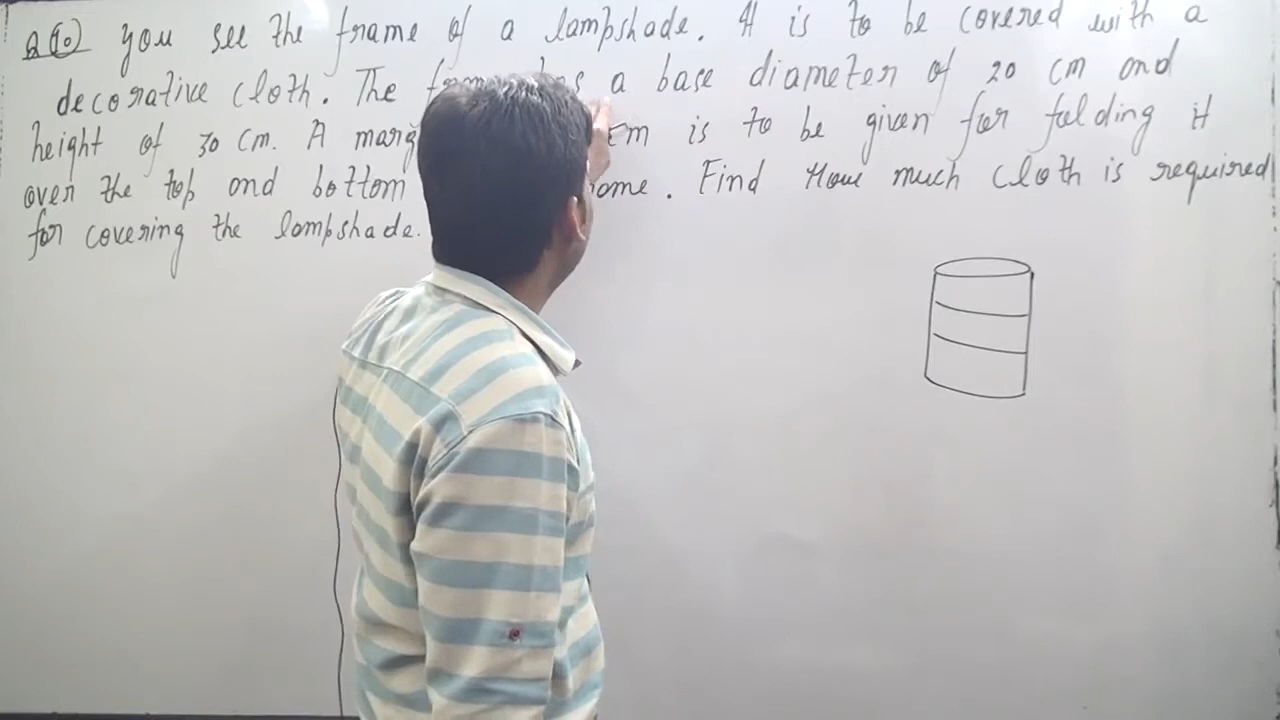 Q(10) you see the frame of a lampshade. It is to be covered with a
decorative cloth. The a base diameter of 20 cm and
height of 30 cm. A is to be given for folding it
over the top and bottom . Find How much cloth is required
for covering the lampshade.